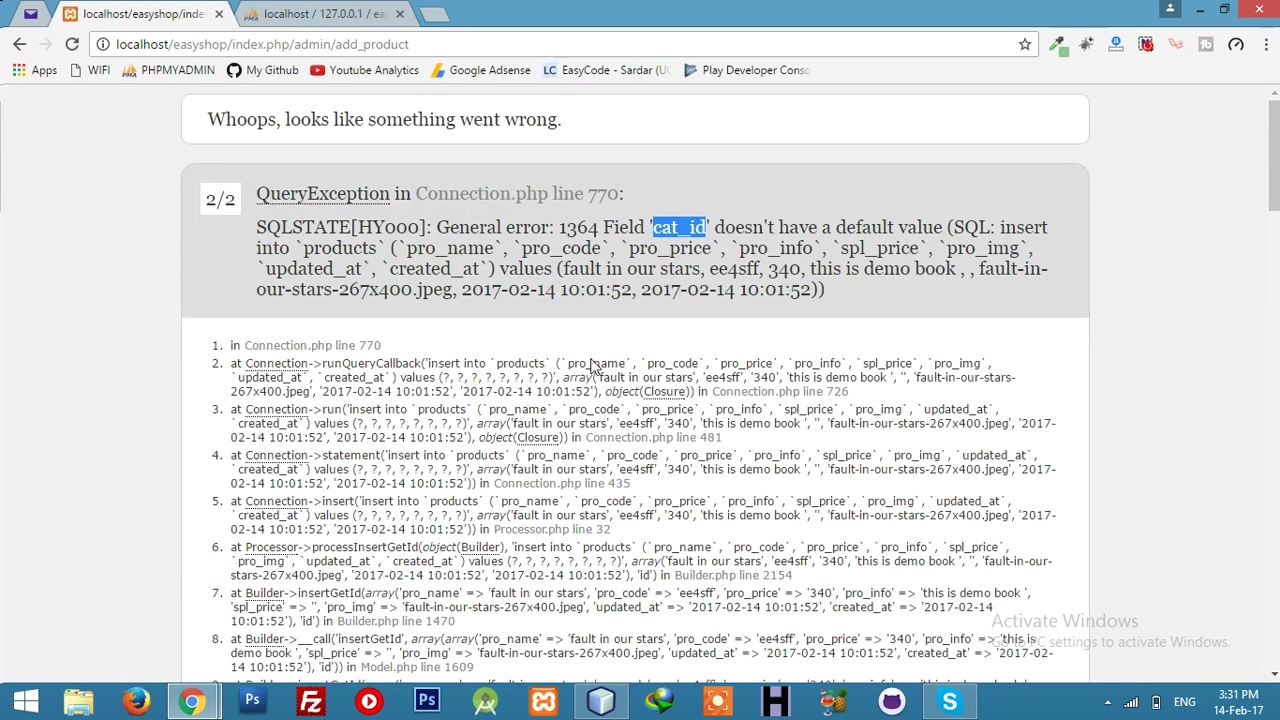 localhost/easyshop/inde
localhost / 127.0.0.1 / ea
localhost/easyshop/index.php/admin/add_product
Apps
WIFI
PHPMYADMIN
My Github
Youtube Analytics
Google Adsense
LC EasyCode - Sardar (U
Play Developer Conso
Whoops, looks like something went wrong.
2/2
QueryException in Connection.php line 770:
SQLSTATE[HY000]: General error: 1364 Field 'cat_id' doesn't have a default value (SQL: insert
into `products` (`pro_name`, `pro_code`, `pro_price`, `pro_info`, `spl_price`, `pro_img`,
`updated_at`, `created_at`) values (fault in our stars, ee4sff, 340, this is demo book , , fault-in-
our-stars-267x400.jpeg, 2017-02-14 10:01:52, 2017-02-14 10:01:52))
1. in Connection.php line 770
2. at Connection->runQueryCallback('insert into `products` (`pro_name`, `pro_code`, `pro_price`, `pro_info`, `spl_price`, `pro_img`,
`updated_at`, `created_at`) values (?, ?, ?, ?, ?, ?, ?, ?)', array('fault in our stars', 'ee4sff', '340', 'this is demo book ', '', 'fault-in-our-stars-
267x400.jpeg', '2017-02-14 10:01:52', '2017-02-14 10:01:52'), object(Closure)) in Connection.php line 726
3. at Connection->run('insert into `products` (`pro_name`, `pro_code`, `pro_price`, `pro_info`, `spl_price`, `pro_img`, `updated_at`,
`created_at`) values (?, ?, ?, ?, ?, ?, ?, ?)', array('fault in our stars', 'ee4sff', '340', 'this is demo book ', '', 'fault-in-our-stars-267x400.jpeg', '2017-
02-14 10:01:52', '2017-02-14 10:01:52'), object(Closure)) in Connection.php line 481
4. at Connection->statement('insert into `products` (`pro_name`, `pro_code`, `pro_price`, `pro_info`, `spl_price`, `pro_img`, `updated_at`,
`created_at`) values (?, ?, ?, ?, ?, ?, ?, ?)', array('fault in our stars', 'ee4sff', '340', 'this is demo book ', '', 'fault-in-our-stars-267x400.jpeg', '2017-
02-14 10:01:52', '2017-02-14 10:01:52')) in Connection.php line 435
5. at Connection->insert('insert into `products` (`pro_name`, `pro_code`, `pro_price`, `pro_info`, `spl_price`, `pro_img`, `updated_at`,
`created_at`) values (?, ?, ?, ?, ?, ?, ?, ?)', array('fault in our stars', 'ee4sff', '340', 'this is demo book ', '', 'fault-in-our-stars-267x400.jpeg', '2017-
02-14 10:01:52', '2017-02-14 10:01:52')) in Processor.php line 32
6. at Processor->processInsertGetId(object(Builder), 'insert into `products` (`pro_name`, `pro_code`, `pro_price`, `pro_info`, `spl_price`,
`pro_img`, `updated_at`, `created_at`) values (?, ?, ?, ?, ?, ?, ?, ?)', array('fault in our stars', 'ee4sff', '340', 'this is demo book ', '', 'fault-in-our-
stars-267x400.jpeg', '2017-02-14 10:01:52', '2017-02-14 10:01:52'), 'id') in Builder.php line 2154
7. at Builder->insertGetId(array('pro_name' => 'fault in our stars', 'pro_code' => 'ee4sff', 'pro_price' => '340', 'pro_info' => 'this is demo book ',
'spl_price' => '', 'pro_img' => 'fault-in-our-stars-267x400.jpeg', 'updated_at' => '2017-02-14 10:01:52', 'created_at' => '2017-02-14
10:01:52'), 'id') in Builder.php line 1470
8. at Builder->__call('insertGetId', array(array('pro_name' => 'fault in our stars', 'pro_code' => 'ee4sff', 'pro_price' => '340', 'pro_info' => 'this is
demo book ', 'spl_price' => '', 'pro_img' => 'fault-in-our-stars-267x400.jpeg', 'updated_at' => '2017-02-14 10:01:52', 'created_at' => '2017-02-
14 10:01:52'), 'id')) in Model.php line 1609
Activate Windows
Go to PC settings to activate Windows.
ENG
3:31 PM
14-Feb-17